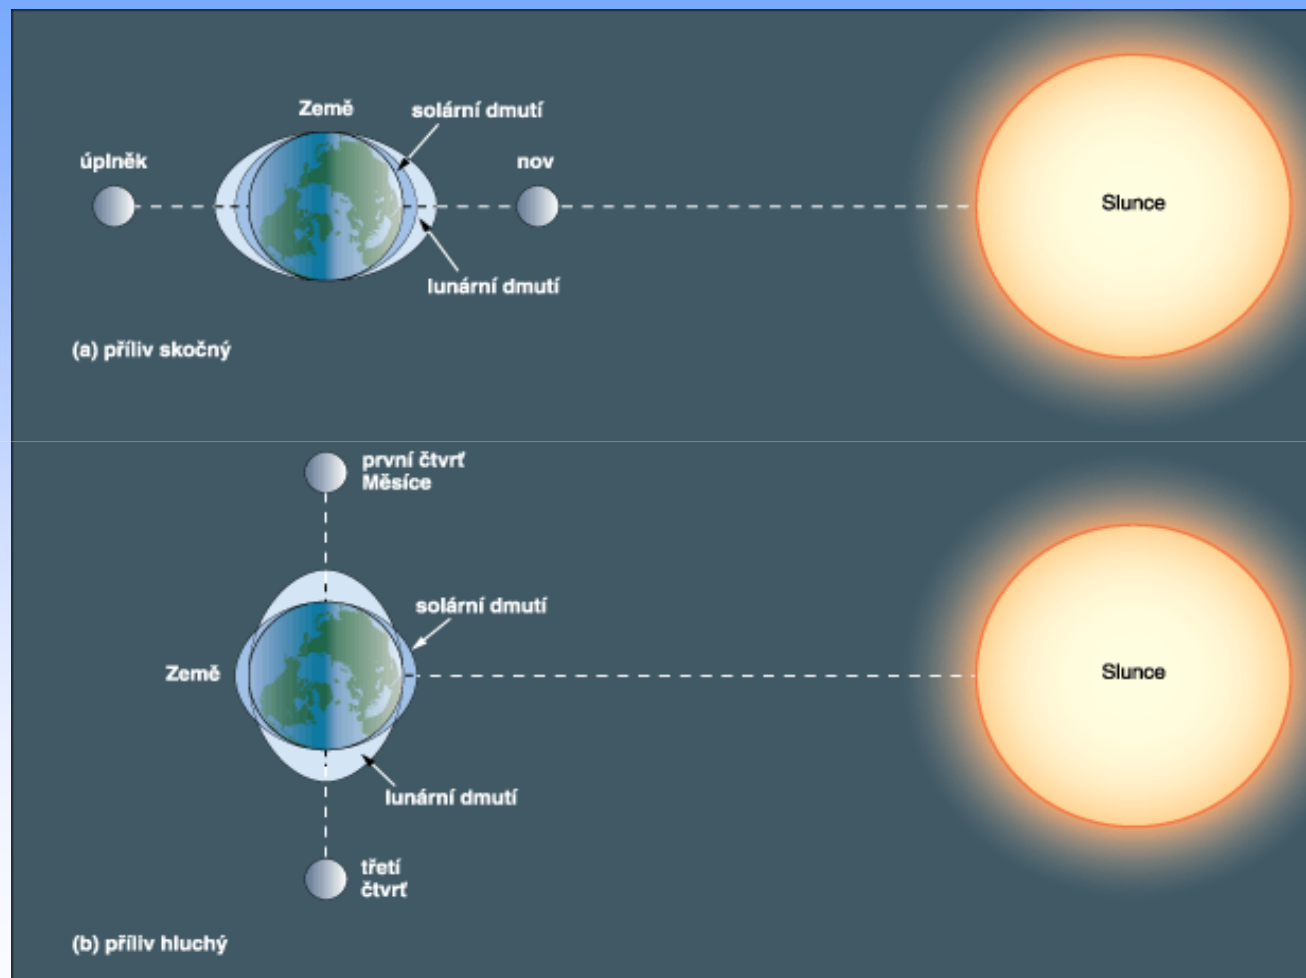 Země
solární dmutí
úplněk
nov
Slunce
lunární dmutí
(a) příliv skočný
první čtvrť
Měsíce
solární dmutí
Země
Slunce
lunární dmutí
třetí
čtvrť
(b) příliv hluchý